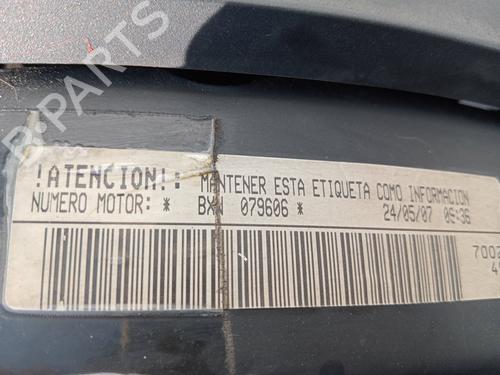 B-PARTS
!ATENCION!: MANTENER ESTA ETIQUETA COMO INFORMACION
NUMERO MOTOR: * BXW 079606 * 24/05/07 05:36